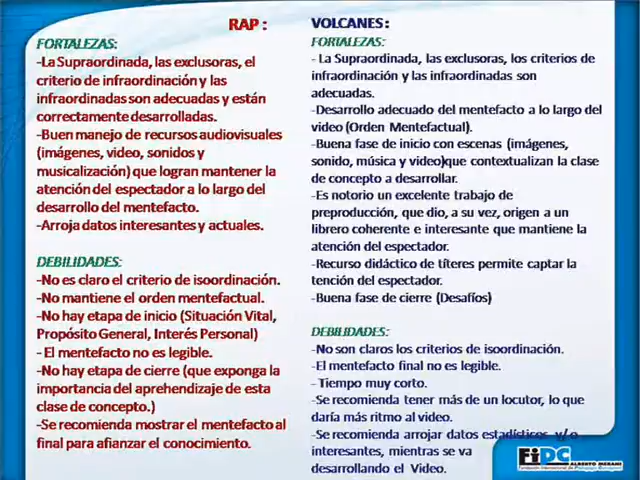 RAP :
FORTALEZAS:
-La Supraordinada, las exclusoras, el
criterio de infraordinación y las
infraordinadas son adecuadas y están
correctamente desarrolladas.
-Buen manejo de recursos audiovisuales
(imágenes, video, sonidos y
musicalización) que logran mantener la
atención del espectador a lo largo del
desarrollo del mentefacto.
-Arroja datos interesantes y actuales.
DEBILIDADES:
-No es claro el criterio de isoordinación.
-No mantiene el orden mentefactual.
-No hay etapa de inicio (Situación Vital,
Propósito General, Interés Personal)
- El mentefacto no es legible.
-No hay etapa de cierre (que exponga la
importancia del aprehendizaje de esta
clase de concepto.)
-Se recomienda mostrar el mentefacto al
final para afianzar el conocimiento.
VOLCANES:
FORTALEZAS:
- La Supraordinada, las exclusoras, los criterios de
infraordinación y las infraordinadas son
adecuadas.
-Desarrollo adecuado del mentefacto a lo largo del
video (Orden Mentefactual).
-Buena fase de inicio con escenas (imágenes,
sonido, música y video)que contextualizan la clase
de concepto a desarrollar.
-Es notorio un excelente trabajo de
preproducción, que dio, a su vez, origen a un
librero coherente e interesante que mantiene la
atención del espectador.
-Recurso didáctico de títeres permite captar la
tención del espectador.
-Buena fase de cierre (Desafíos)
DEBILIDADES:
-No son claros los criterios de isoordinación.
-El mentefacto final no es legible.
- Tiempo muy corto.
-Se recomienda tener más de un locutor, lo que
daría más ritmo al video.
-Se recomienda arrojar datos estadísticos y/o
interesantes, mientras se va
desarrollando el Video.
FiDC
ALBERTO MERANI